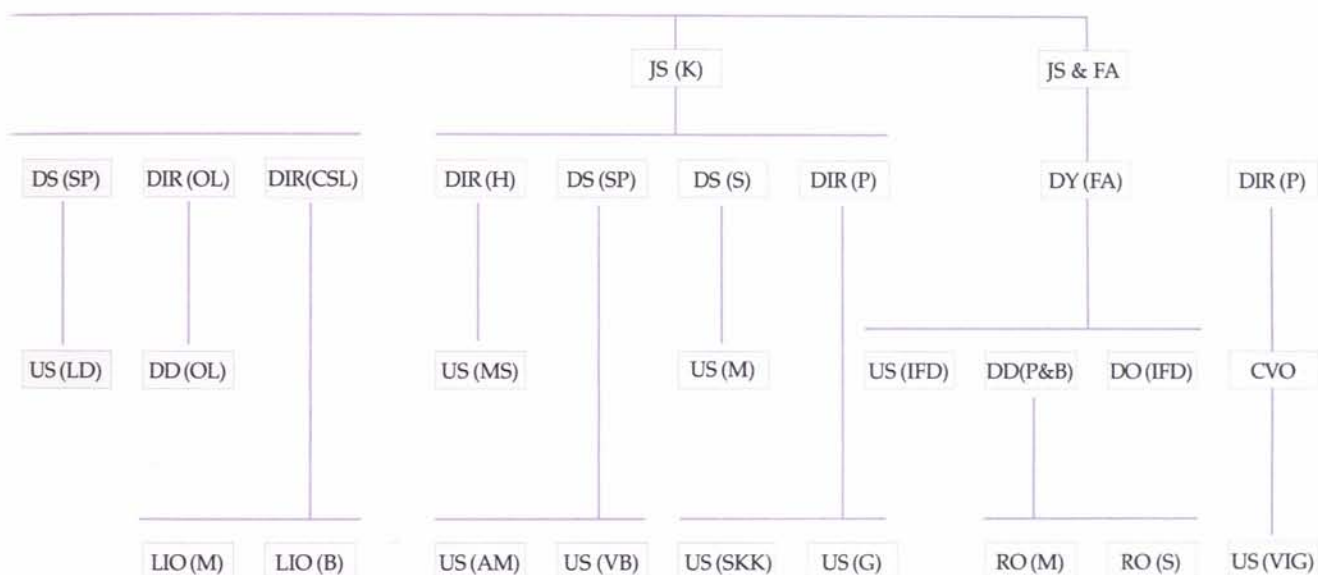 JS (K)
JS & FA
DS (SP)
DIR (OL)
DIR(CSL)
DIR (H)
DS (SP)
DS (S)
DIR (P)
DY (FA)
DIR (P)
US (LD)
DD (OL)
US (MS)
US (M)
US (IFD)
DD(P&B)
DO (IFD)
CVO
LIO (M)
LIO (B)
US (AM)
US (VB)
US (SKK)
US (G)
RO (M)
RO (S)
US (VIG)